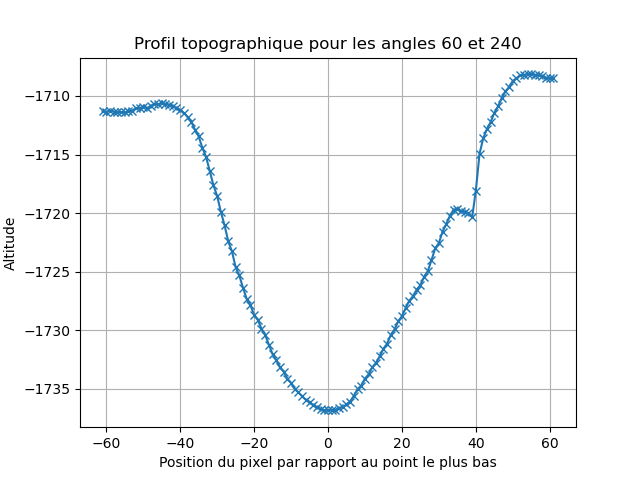 Profil topographique pour les angles 60 et 240
−1710
−1715
−1720
−1725
−1730
−1735
Altitude
−60 −40 −20 0 20 40 60
Position du pixel par rapport au point le plus bas